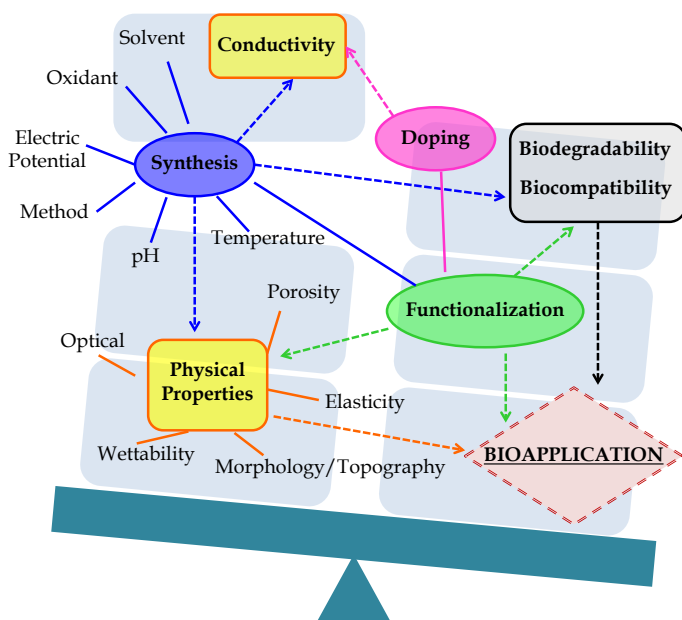 Solvent
Conductivity
Oxidant
Doping
Electric
Potential
Synthesis
Biodegradability
Biocompatibility
Method
Temperature
pH
Porosity
Functionalization
Optical
Physical
Properties
Elasticity
Wettability
BIOAPPLICATION
Morphology/Topography